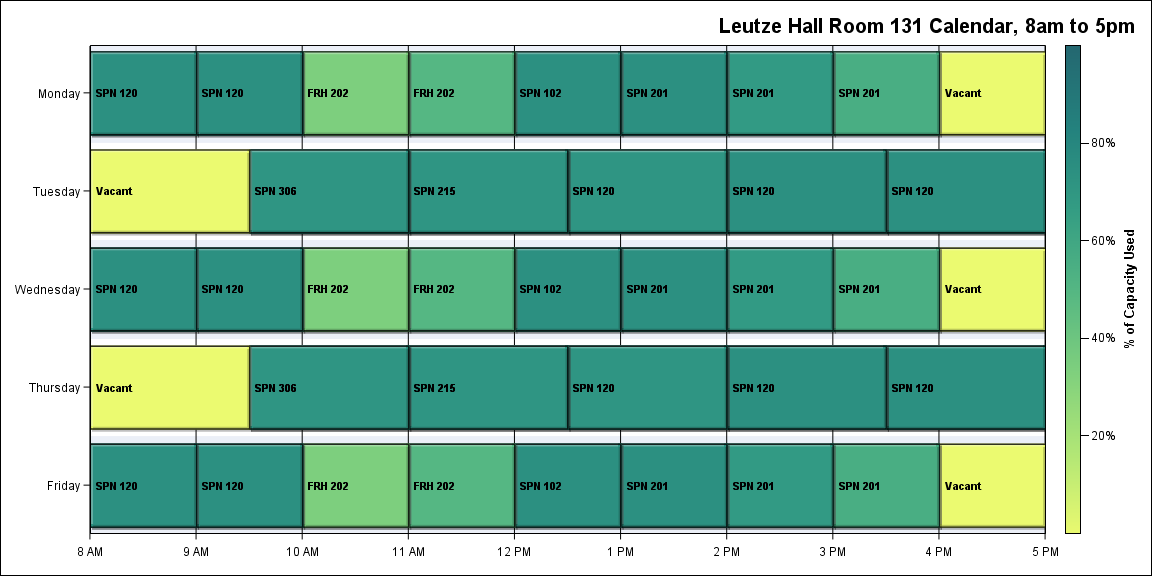 Leutze Hall Room 131 Calendar, 8am to 5pm
Monday SPN 120 SPN 120 FRH 202 FRH 202 SPN 102 SPN 201 SPN 201 SPN 201 Vacant
Tuesday Vacant SPN 306 SPN 215 SPN 120 SPN 120 SPN 120
Wednesday SPN 120 SPN 120 FRH 202 FRH 202 SPN 102 SPN 201 SPN 201 SPN 201 Vacant
Thursday Vacant SPN 306 SPN 215 SPN 120 SPN 120 SPN 120
Friday SPN 120 SPN 120 FRH 202 FRH 202 SPN 102 SPN 201 SPN 201 SPN 201 Vacant
8 AM 9 AM 10 AM 11 AM 12 PM 1 PM 2 PM 3 PM 4 PM 5 PM
80%
60%
40%
20%
% of Capacity Used